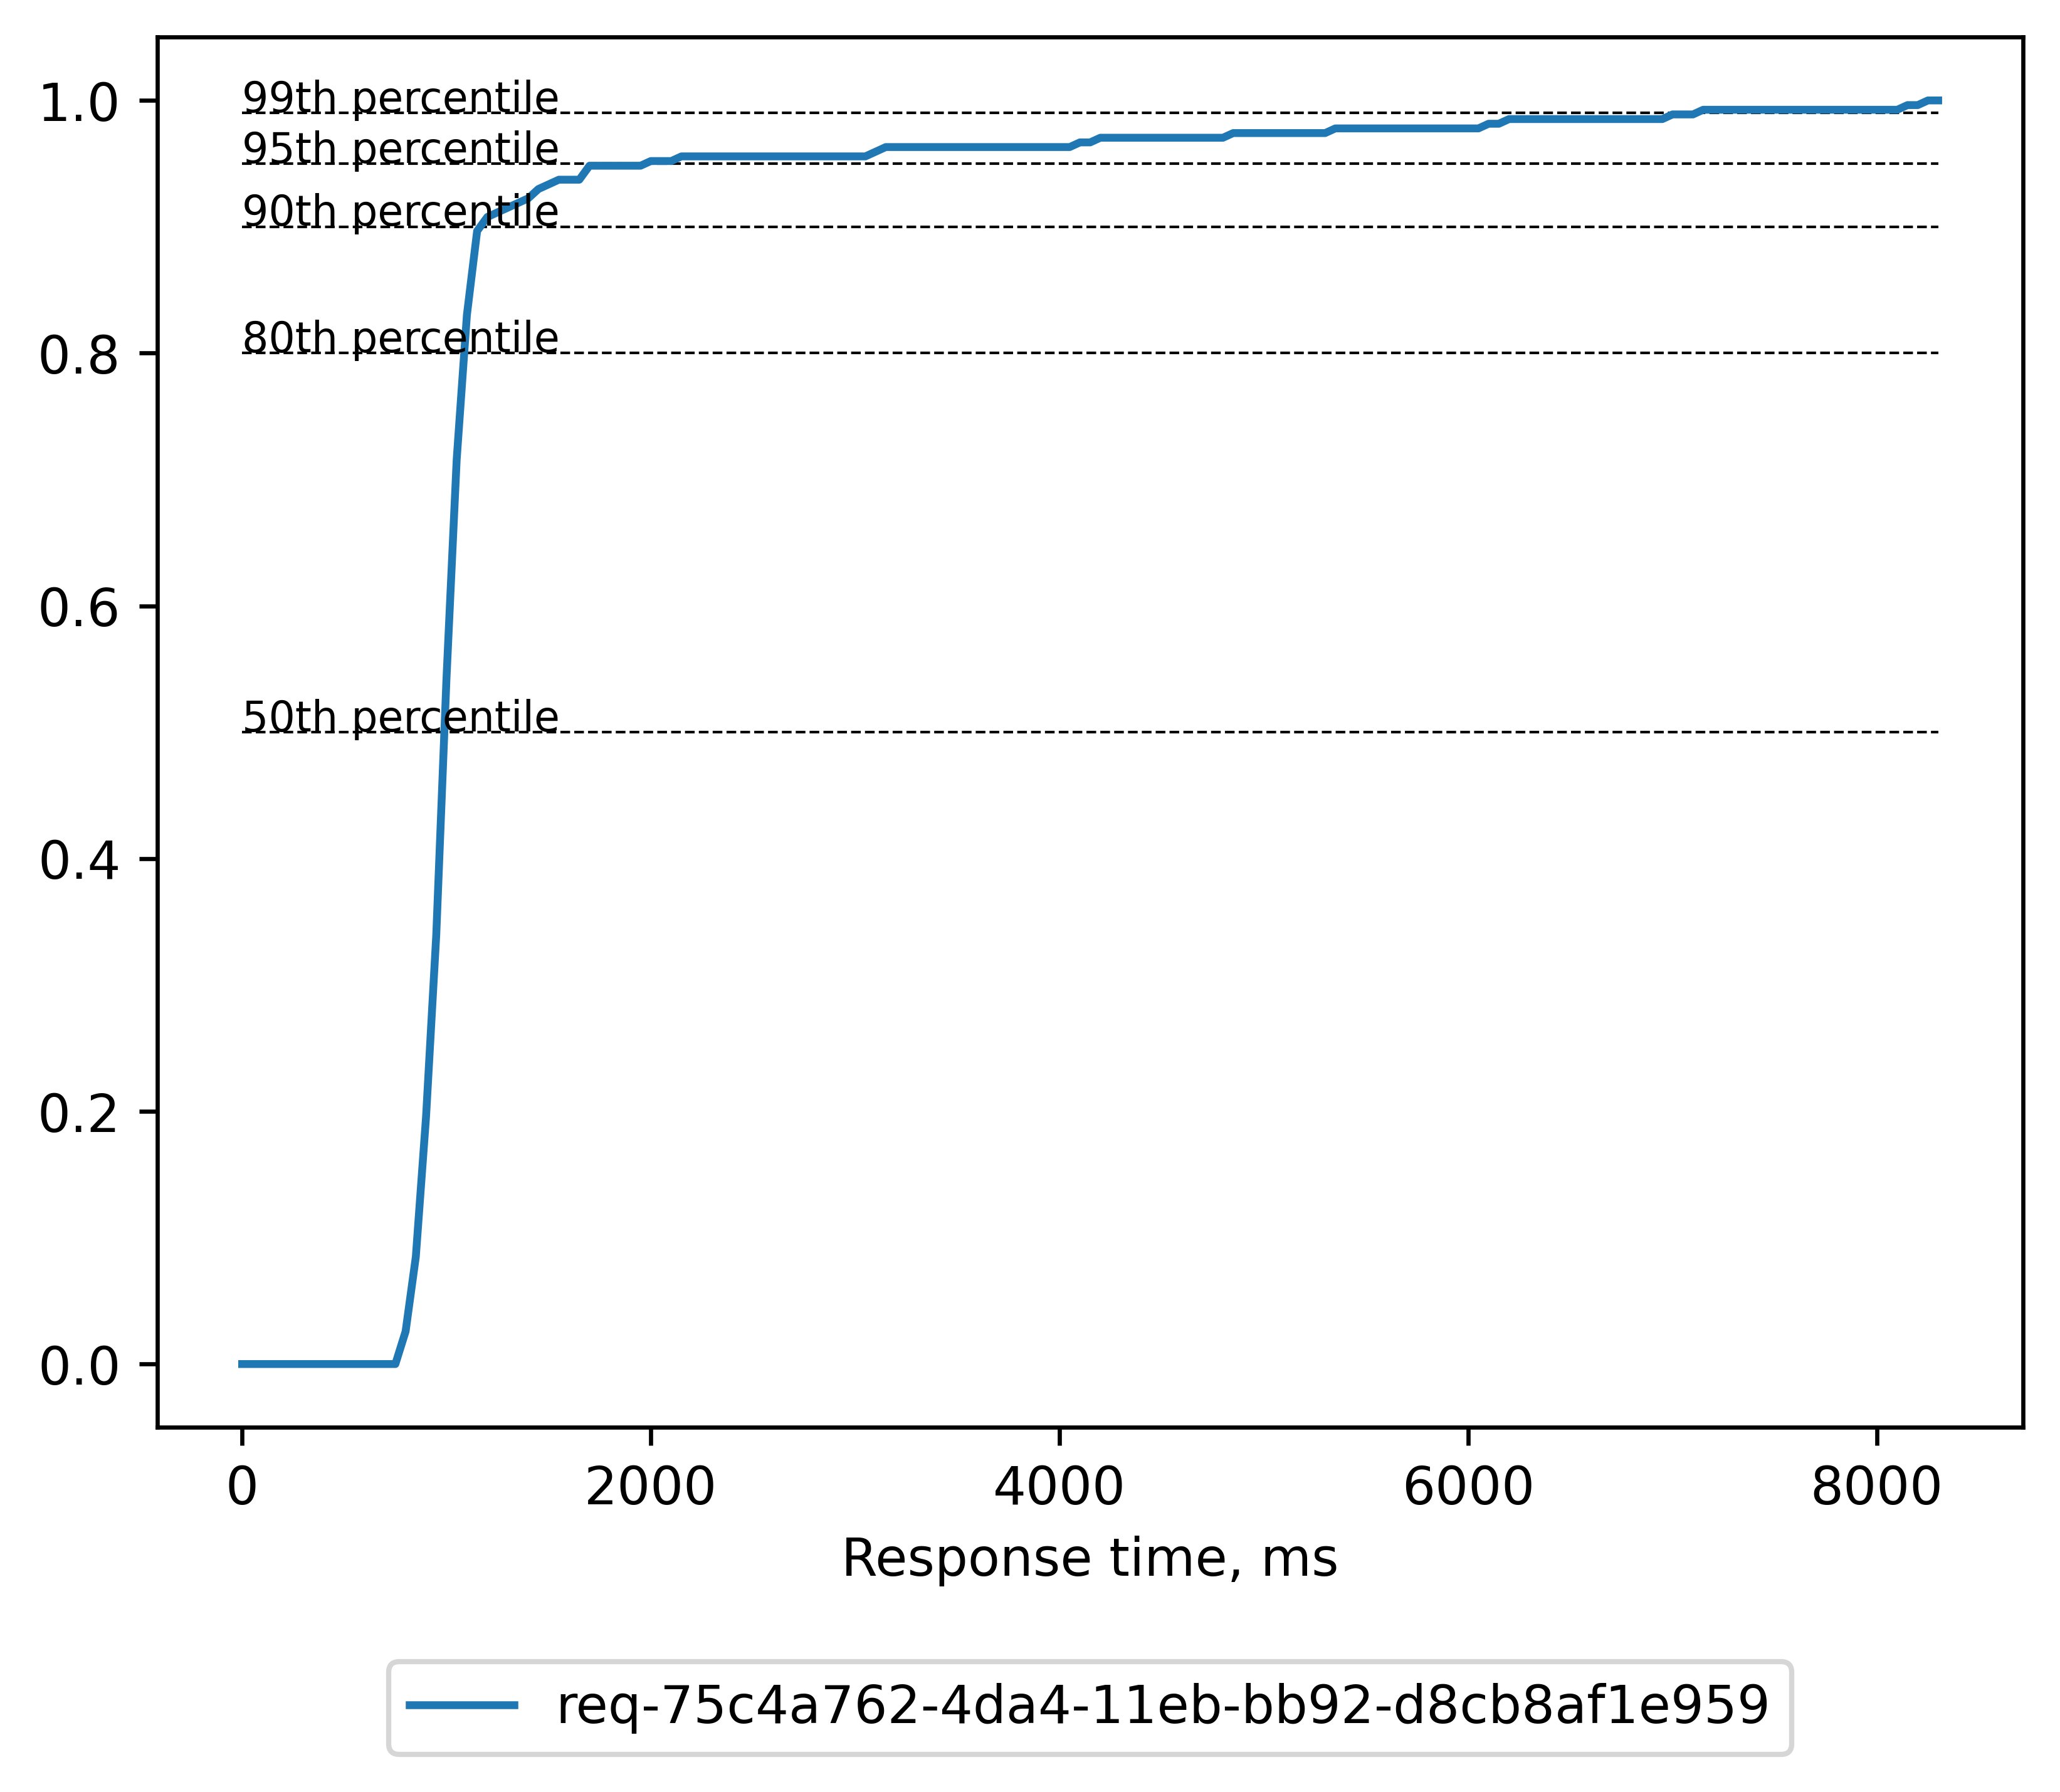 1.0
99th percentile
95th percentile
90th percentile
0.8
80th percentile
0.6
50th percentile
0.4
0.2
0.0
0 2000 4000 6000 8000
Response time, ms
req-75c4a762-4da4-11eb-bb92-d8cb8af1e959